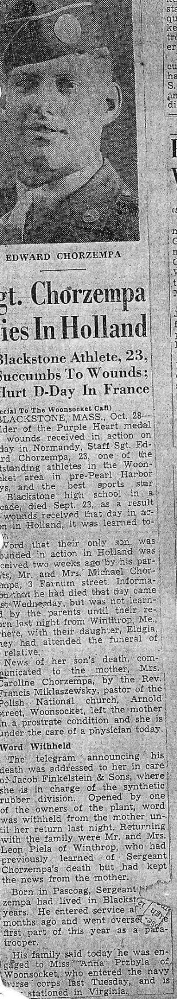 EDWARD CHORZEMPA
gt. Chorzempa
ies In Holland
Blackstone Athlete, 23,
Succumbs To Wounds;
Hurt D-Day In France
ecial To The Woonsocket Call)
BLACKSTONE, MASS., Oct. 28—
lder of the Purple Heart medal
wounds received in action on
day in Normandy, Staff Sgt. Ed-
rd Chorzempa, 23, one of the
tstanding athletes in the Woon-
cket area in pre-Pearl Harbor
ys, and the best sports star
Blackstone high school in a
cade, died Sept. 23, as a result
wounds received that day in ac-
on in Holland, it was learned to-
Word that their only son was
ounded in action in Holland was
ceived two weeks ago by his par-
ts, Mr. and Mrs. Michael Chor-
mpa, 3 Farnum street. Informa-
on that he had died that day came
st Wednesday, but was not learn-
d by the parents until their re-
urn last night from Winthrop, Me.,
here, with their daughter, Eldgia,
hey had attended the funeral of
relative.
News of her son's death, com-
municated to the mother, Mrs.
Caroline Chorzempa, by the Rev.
Francis Miklaszewsky, pastor of the
Polish National church, Arnold
street, Woonsocket, left the mother
in a prostrate condition and she is
under the care of a physician today.
Word Withheld
The telegram announcing his
death was addressed to her in care
of Jacob Finkelstein & Sons, where
she is in charge of the synthetic
rubber division. Opened by one
of the owners of the plant, word
was withheld from the mother un-
til her return last night. Returning
with the family were Mr. and Mrs.
Leon Piela of Winthrop, who had
previously learned of Sergeant
Chorzempa's death but had kept
the news from the mother.
Born in Pascoag, Sergeant
zempa had lived in Blackst
years. He entered service a
months ago and went overse
first part of this year as a para-
trooper.
His family said today he was en-
gaged to Miss Anna Przbyla of
Woonsocket, who entered the navy
nurse corps last Tuesday, and is
stationed in Virginia.